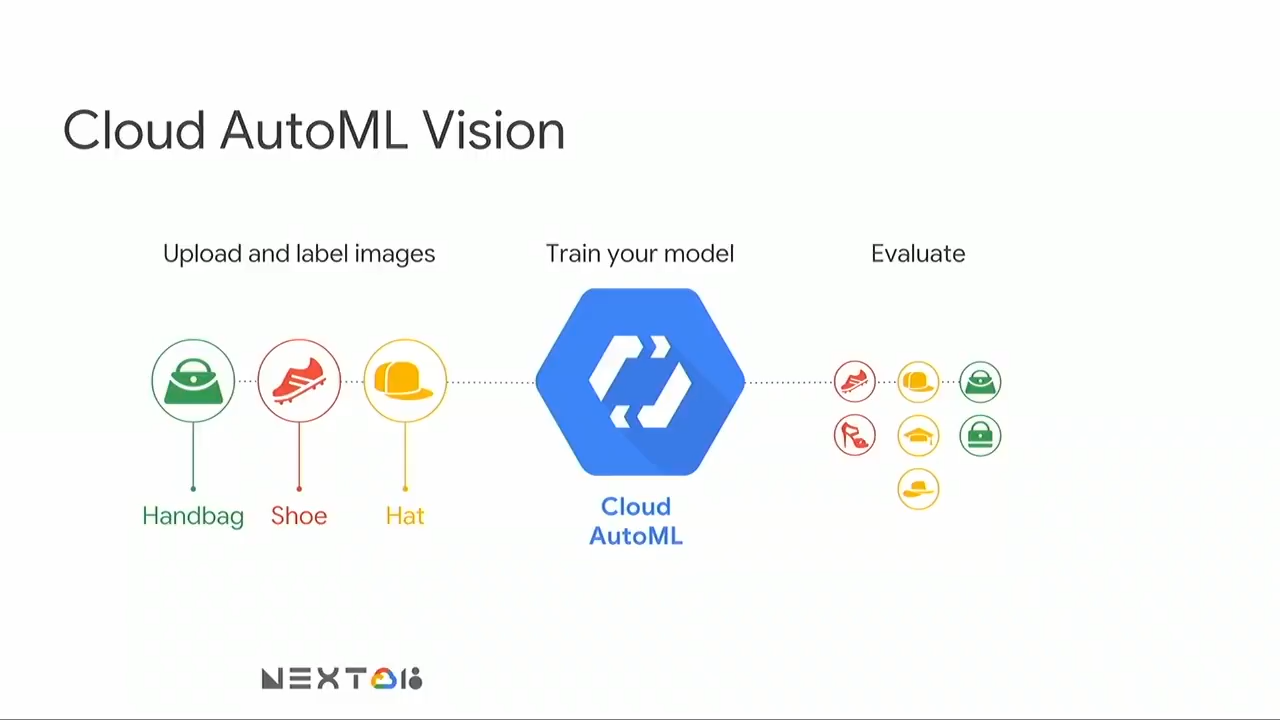 Cloud AutoML Vision
Upload and label images
Train your model
Evaluate
Handbag
Shoe
Hat
Cloud
AutoML
NEXT 18